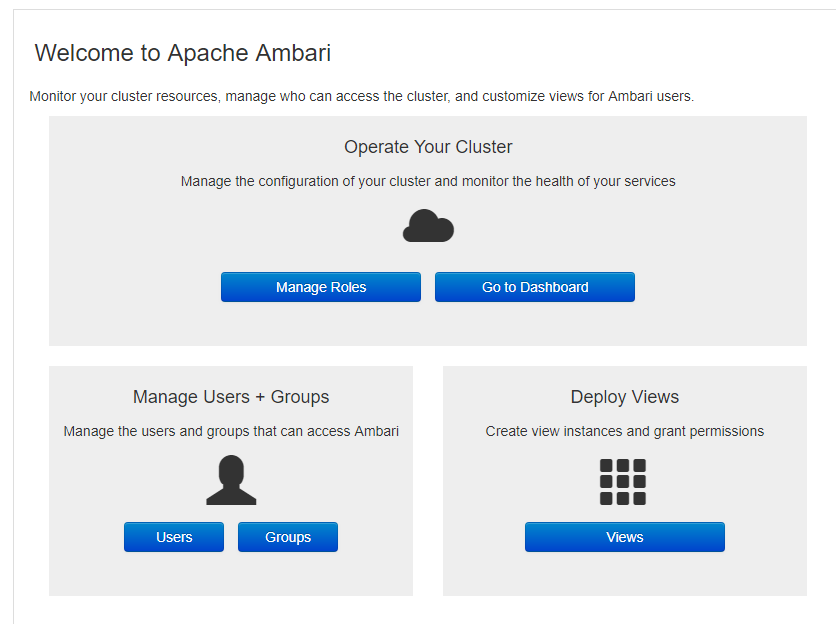 Welcome to Apache Ambari
Monitor your cluster resources, manage who can access the cluster, and customize views for Ambari users.
Operate Your Cluster
Manage the configuration of your cluster and monitor the health of your services
Manage Roles
Go to Dashboard
Manage Users + Groups
Manage the users and groups that can access Ambari
Users
Groups
Deploy Views
Create view instances and grant permissions
Views